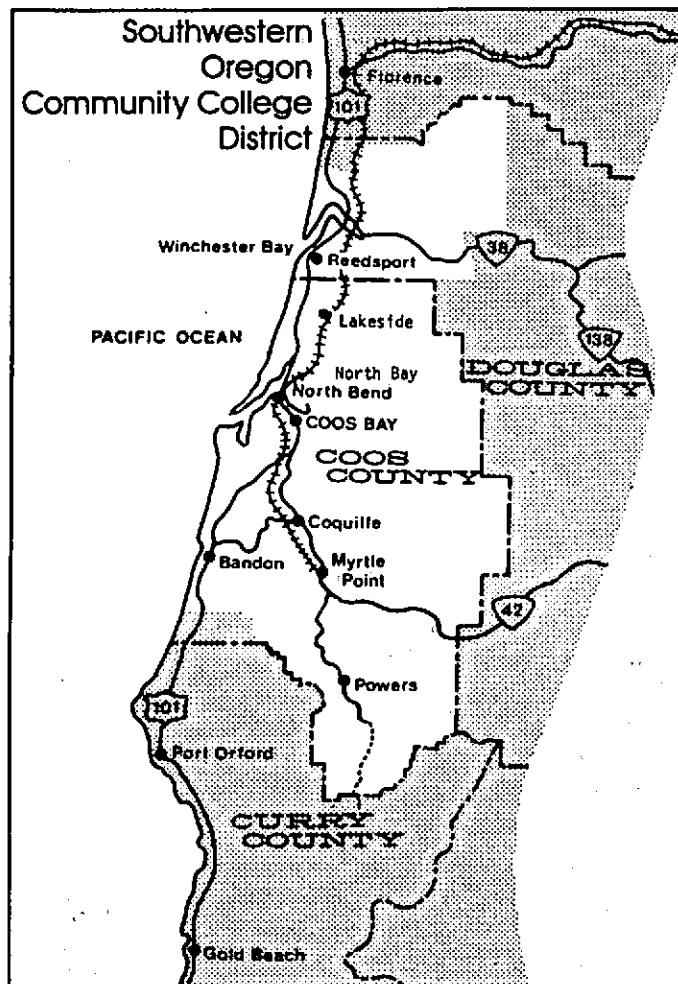 Southwestern
Oregon
Community College
District
Florence
101
Winchester Bay
Reedsport
38
Lakeside
PACIFIC OCEAN
138
North Bay
DOUGLAS
COUNTY
North Bend
COOS BAY
COOS
COUNTY
Coquille
Bandon
Myrtle
Point
42
Powers
101
Port Orford
CURRY
COUNTY
Gold Beach